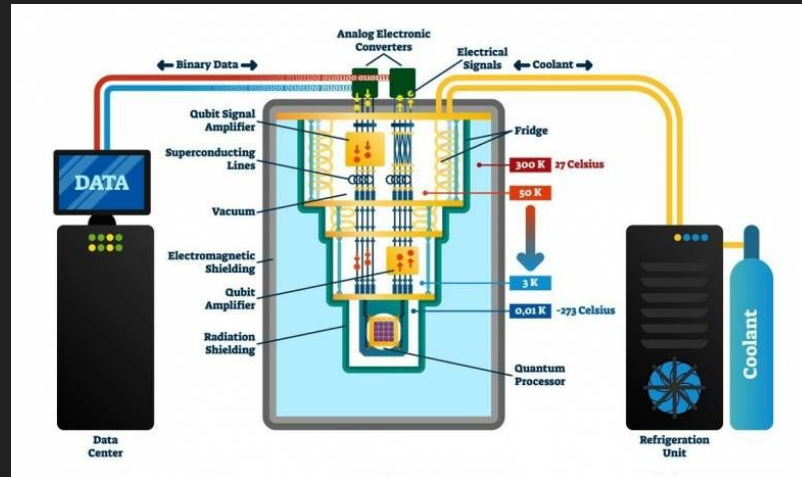 Analog Electronic
Converters
Binary Data
Electrical
Signals
Coolant
Qubit Signal
Amplifier
Fridge
Superconducting
Lines
300 K 27 Celsius
DATA
50 K
Vacuum
Electromagnetic
Shielding
3 K
Qubit
Amplifier
0,01 K -273 Celsius
Radiation
Shielding
Quantum
Processor
Coolant
Data
Center
Refrigeration
Unit